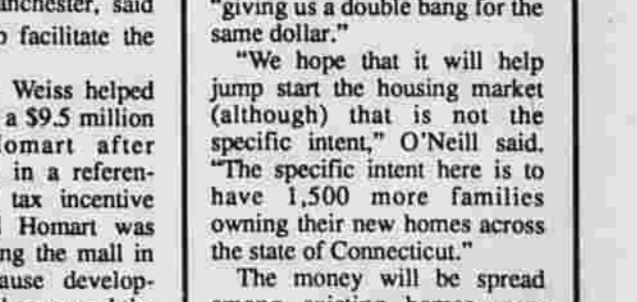 anchester, said
facilitate the
Weiss helped
a $9.5 million
omart after
in a referen-
tax incentive
Homart was
ng the mall in
ause develop-
"giving us a double bang for the
same dollar."
"We hope that it will help
jump start the housing market
(although) that is not the
specific intent," O'Neill said.
"The specific intent here is to
have 1,500 more families
owning their new homes across
the state of Connecticut."
The money will be spread
among existing homes